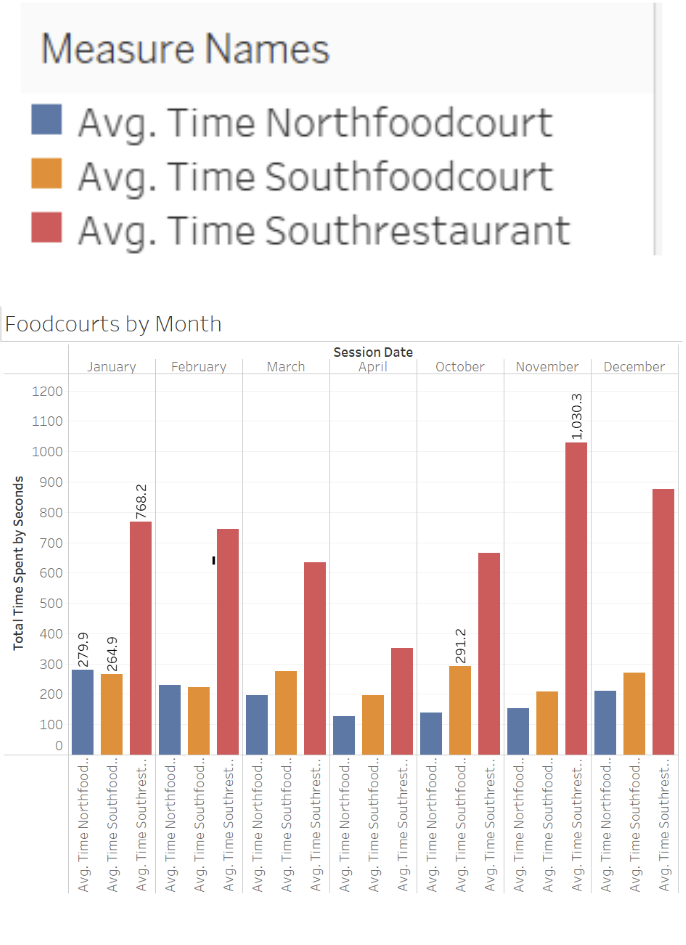 Measure Names
Avg. Time Northfoodcourt
Avg. Time Southfoodcourt
Avg. Time Southrestaurant
Foodcourts by Month
Session Date
January February March April October November December
Total Time Spent by Seconds
1200
1100
1000
900
800
700
600
500
400
300
200
100
0
279.9
264.9
768.2
291.2
1,030.3
Avg. Time Northfood..
Avg. Time Southfood..
Avg. Time Southrest..
Avg. Time Northfood..
Avg. Time Southfood..
Avg. Time Southrest..
Avg. Time Northfood..
Avg. Time Southfood..
Avg. Time Southrest..
Avg. Time Northfood..
Avg. Time Southfood..
Avg. Time Southrest..
Avg. Time Northfood..
Avg. Time Southfood..
Avg. Time Southrest..
Avg. Time Northfood..
Avg. Time Southfood..
Avg. Time Southrest..
Avg. Time Northfood..
Avg. Time Southfood..
Avg. Time Southrest..